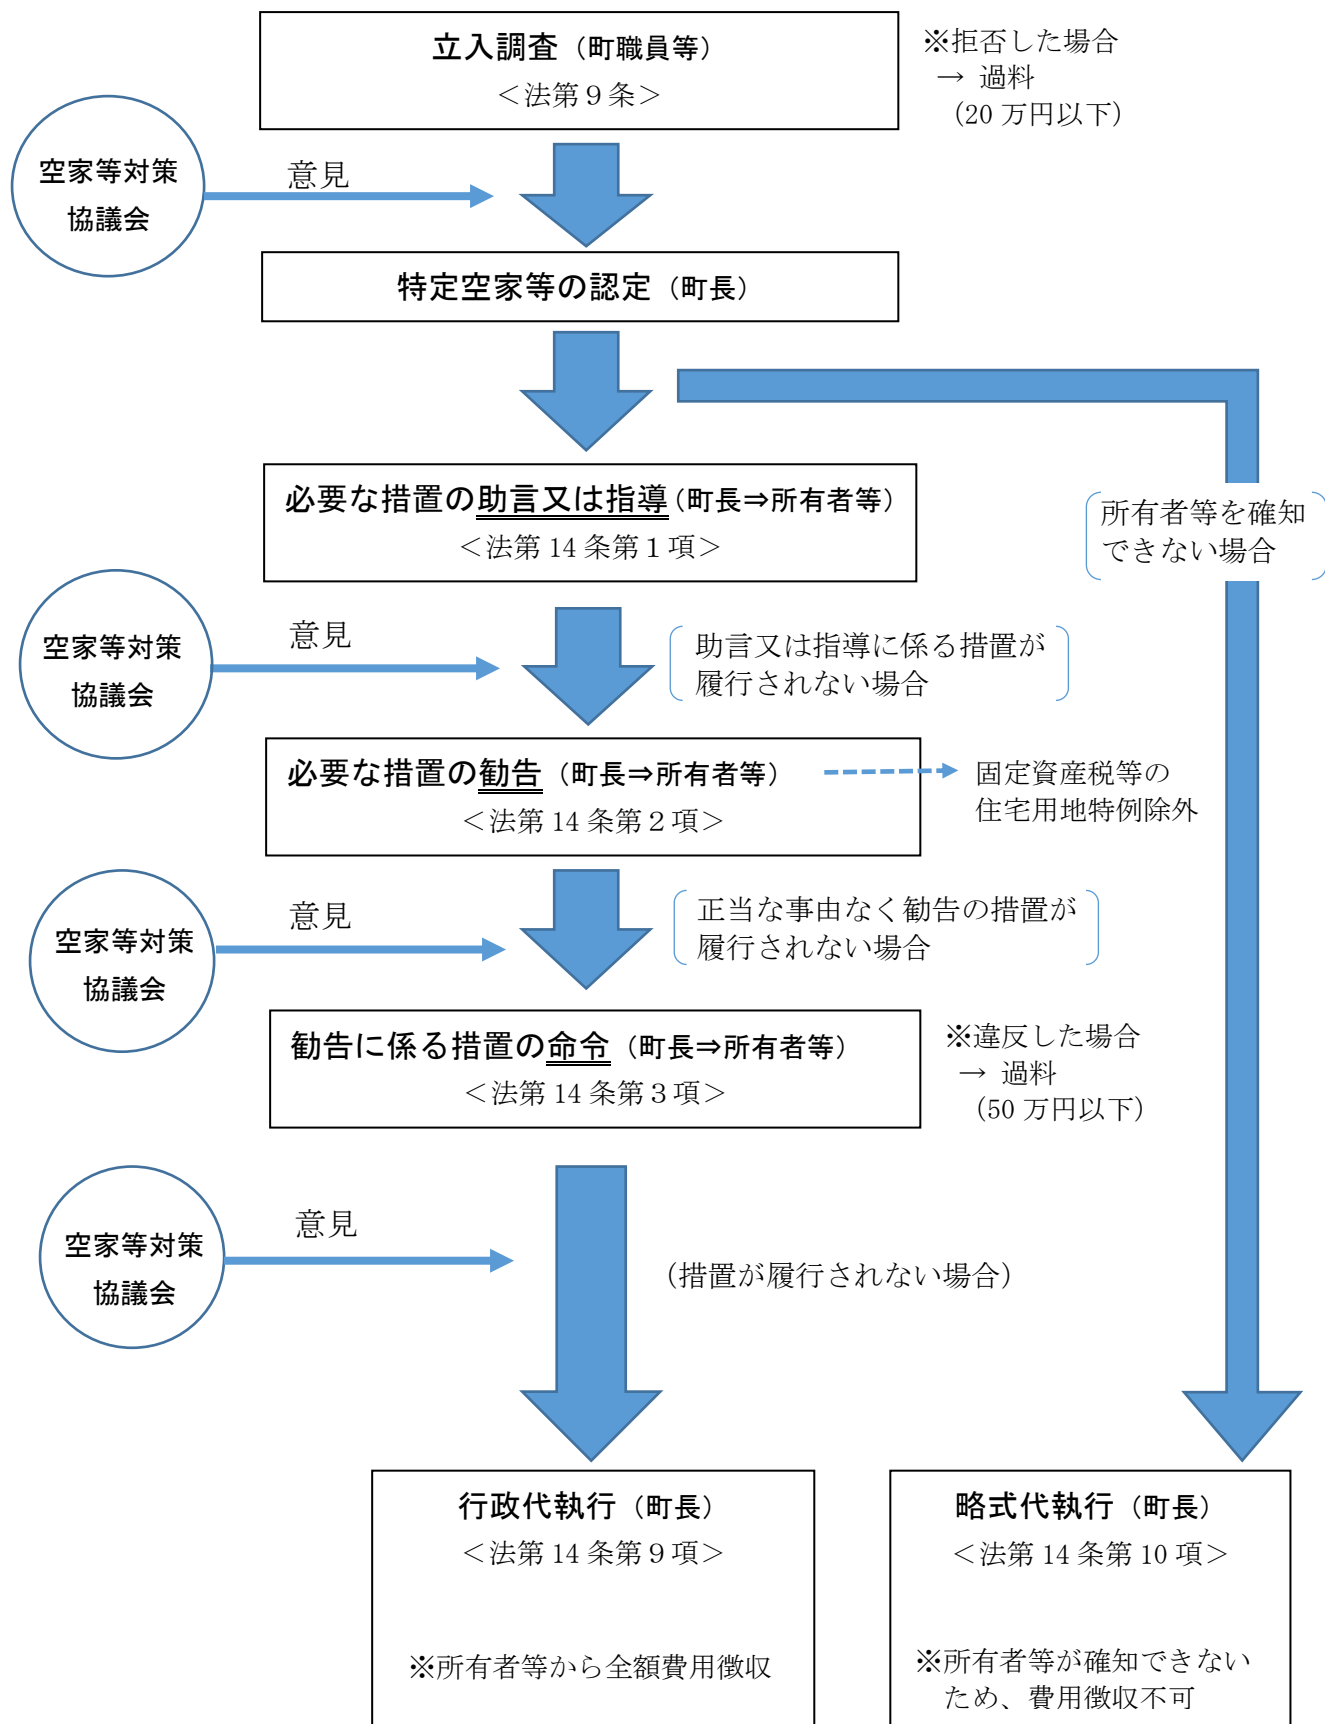 立入調査（町職員等）
＜法第９条＞
※拒否した場合
→ 過料
（20 万円以下）
空家等対策
協議会
意見
特定空家等の認定（町長）
必要な措置の助言又は指導（町長⇒所有者等）
＜法第 14 条第１項＞
所有者等を確知
できない場合
空家等対策
協議会
意見
助言又は指導に係る措置が
履行されない場合
必要な措置の勧告（町長⇒所有者等）
＜法第 14 条第２項＞
固定資産税等の
住宅用地特例除外
空家等対策
協議会
意見
正当な事由なく勧告の措置が
履行されない場合
勧告に係る措置の命令（町長⇒所有者等）
＜法第 14 条第３項＞
※違反した場合
→ 過料
（50 万円以下）
空家等対策
協議会
意見
（措置が履行されない場合）
行政代執行（町長）
＜法第 14 条第９項＞
※所有者等から全額費用徴収
略式代執行（町長）
＜法第 14 条第 10 項＞
※所有者等が確知できない
ため、費用徴収不可